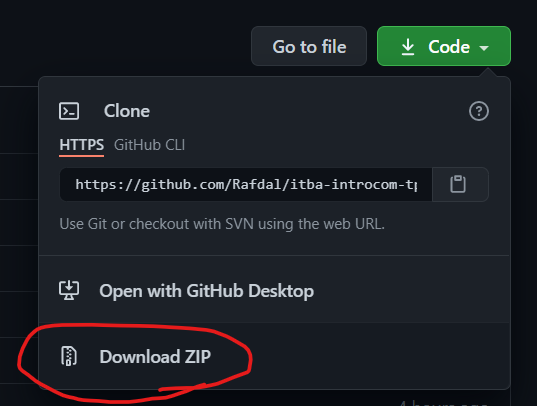 Go to file
Code
Clone
HTTPS GitHub CLI
https://github.com/Rafdal/itba-introcom-tp
Use Git or checkout with SVN using the web URL.
Open with GitHub Desktop
Download ZIP
4 hours ago